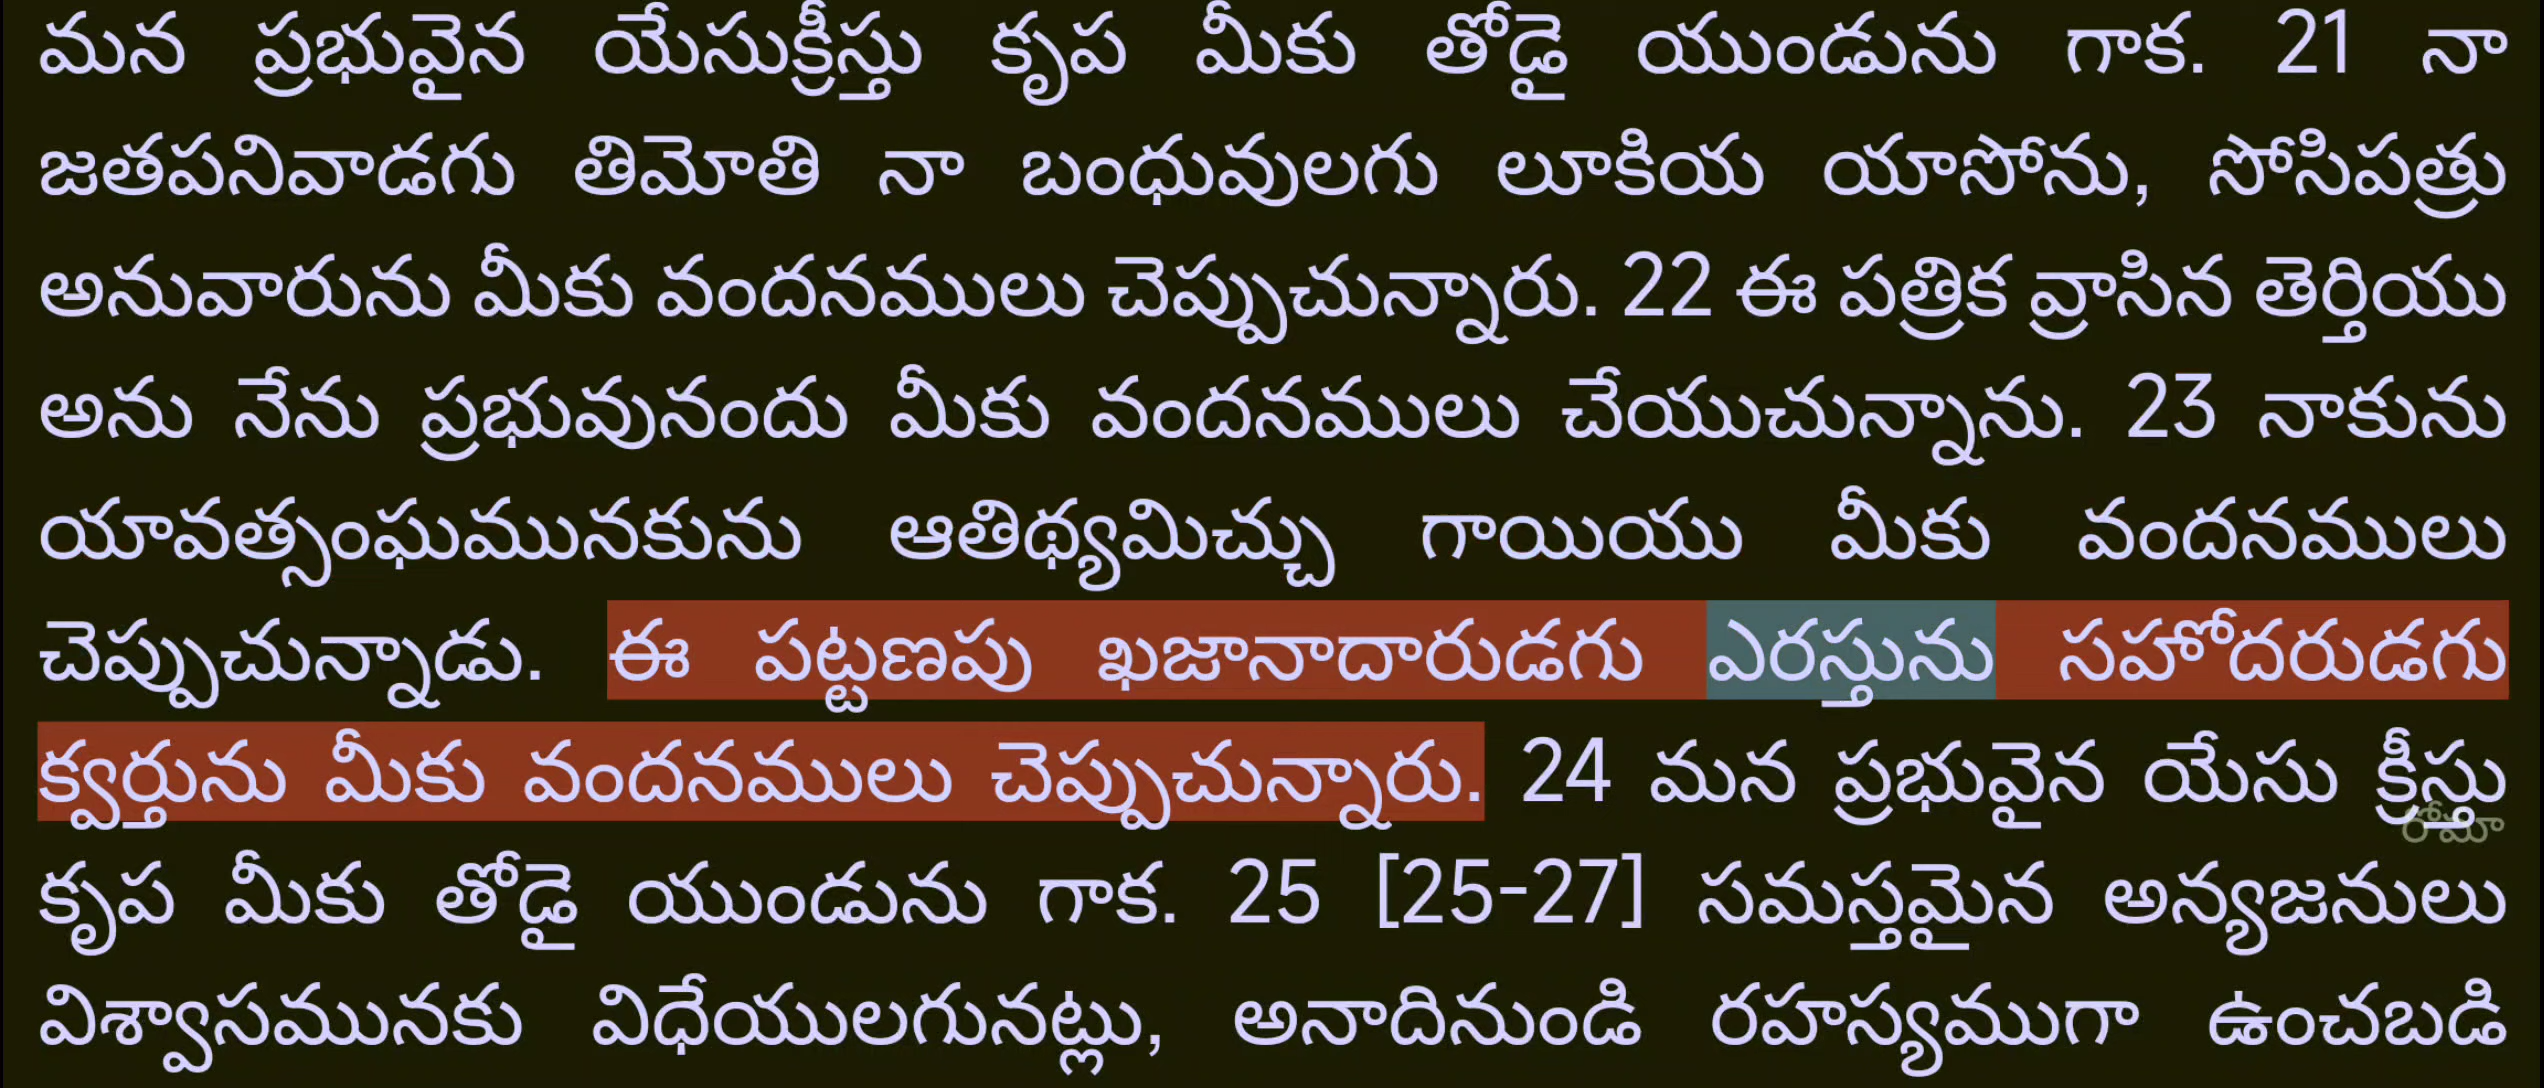 మన ప్రభువైన యేసుక్రీస్తు కృప మీకు తోడై యుండును గాక. 21 నా
జతపనివాడగు తిమోతి నా బంధువులగు లూకియ యాసోను, సోసిపత్రు
అనువారును మీకు వందనములు చెప్పుచున్నారు. 22 ఈ పత్రిక వ్రాసిన తెర్తియు
అను నేను ప్రభువునందు మీకు వందనములు చేయుచున్నాను. 23 నాకును
యావత్సంఘమునకును ఆతిథ్యమిచ్చు గాయియు మీకు వందనములు
చెప్పుచున్నాడు. ఈ పట్టణపు ఖజానాదారుడగు ఎరస్తును సహోదరుడగు
క్వర్తును మీకు వందనములు చెప్పుచున్నారు. 24 మన ప్రభువైన యేసు క్రీస్తు
రోమా
కృప మీకు తోడై యుండును గాక. 25 [25-27] సమస్తమైన అన్యజనులు
విశ్వాసమునకు విధేయులగునట్లు, అనాదినుండి రహస్యముగా ఉంచబడి